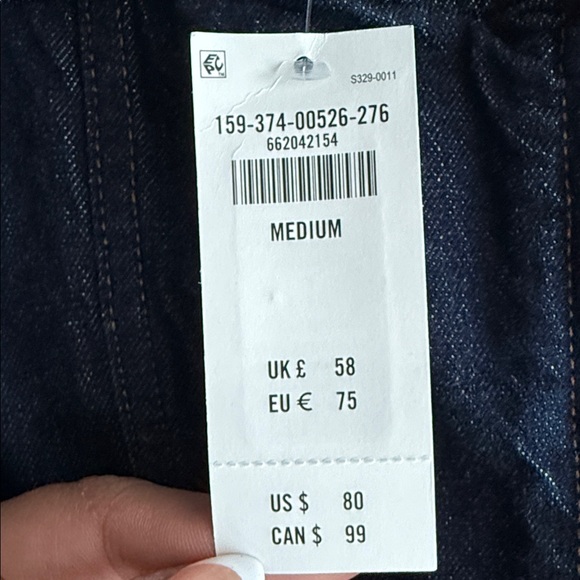 S329-0011
159-374-00526-276
662042154
MEDIUM
UK £ 58
EU € 75
US $ 80
CAN $ 99